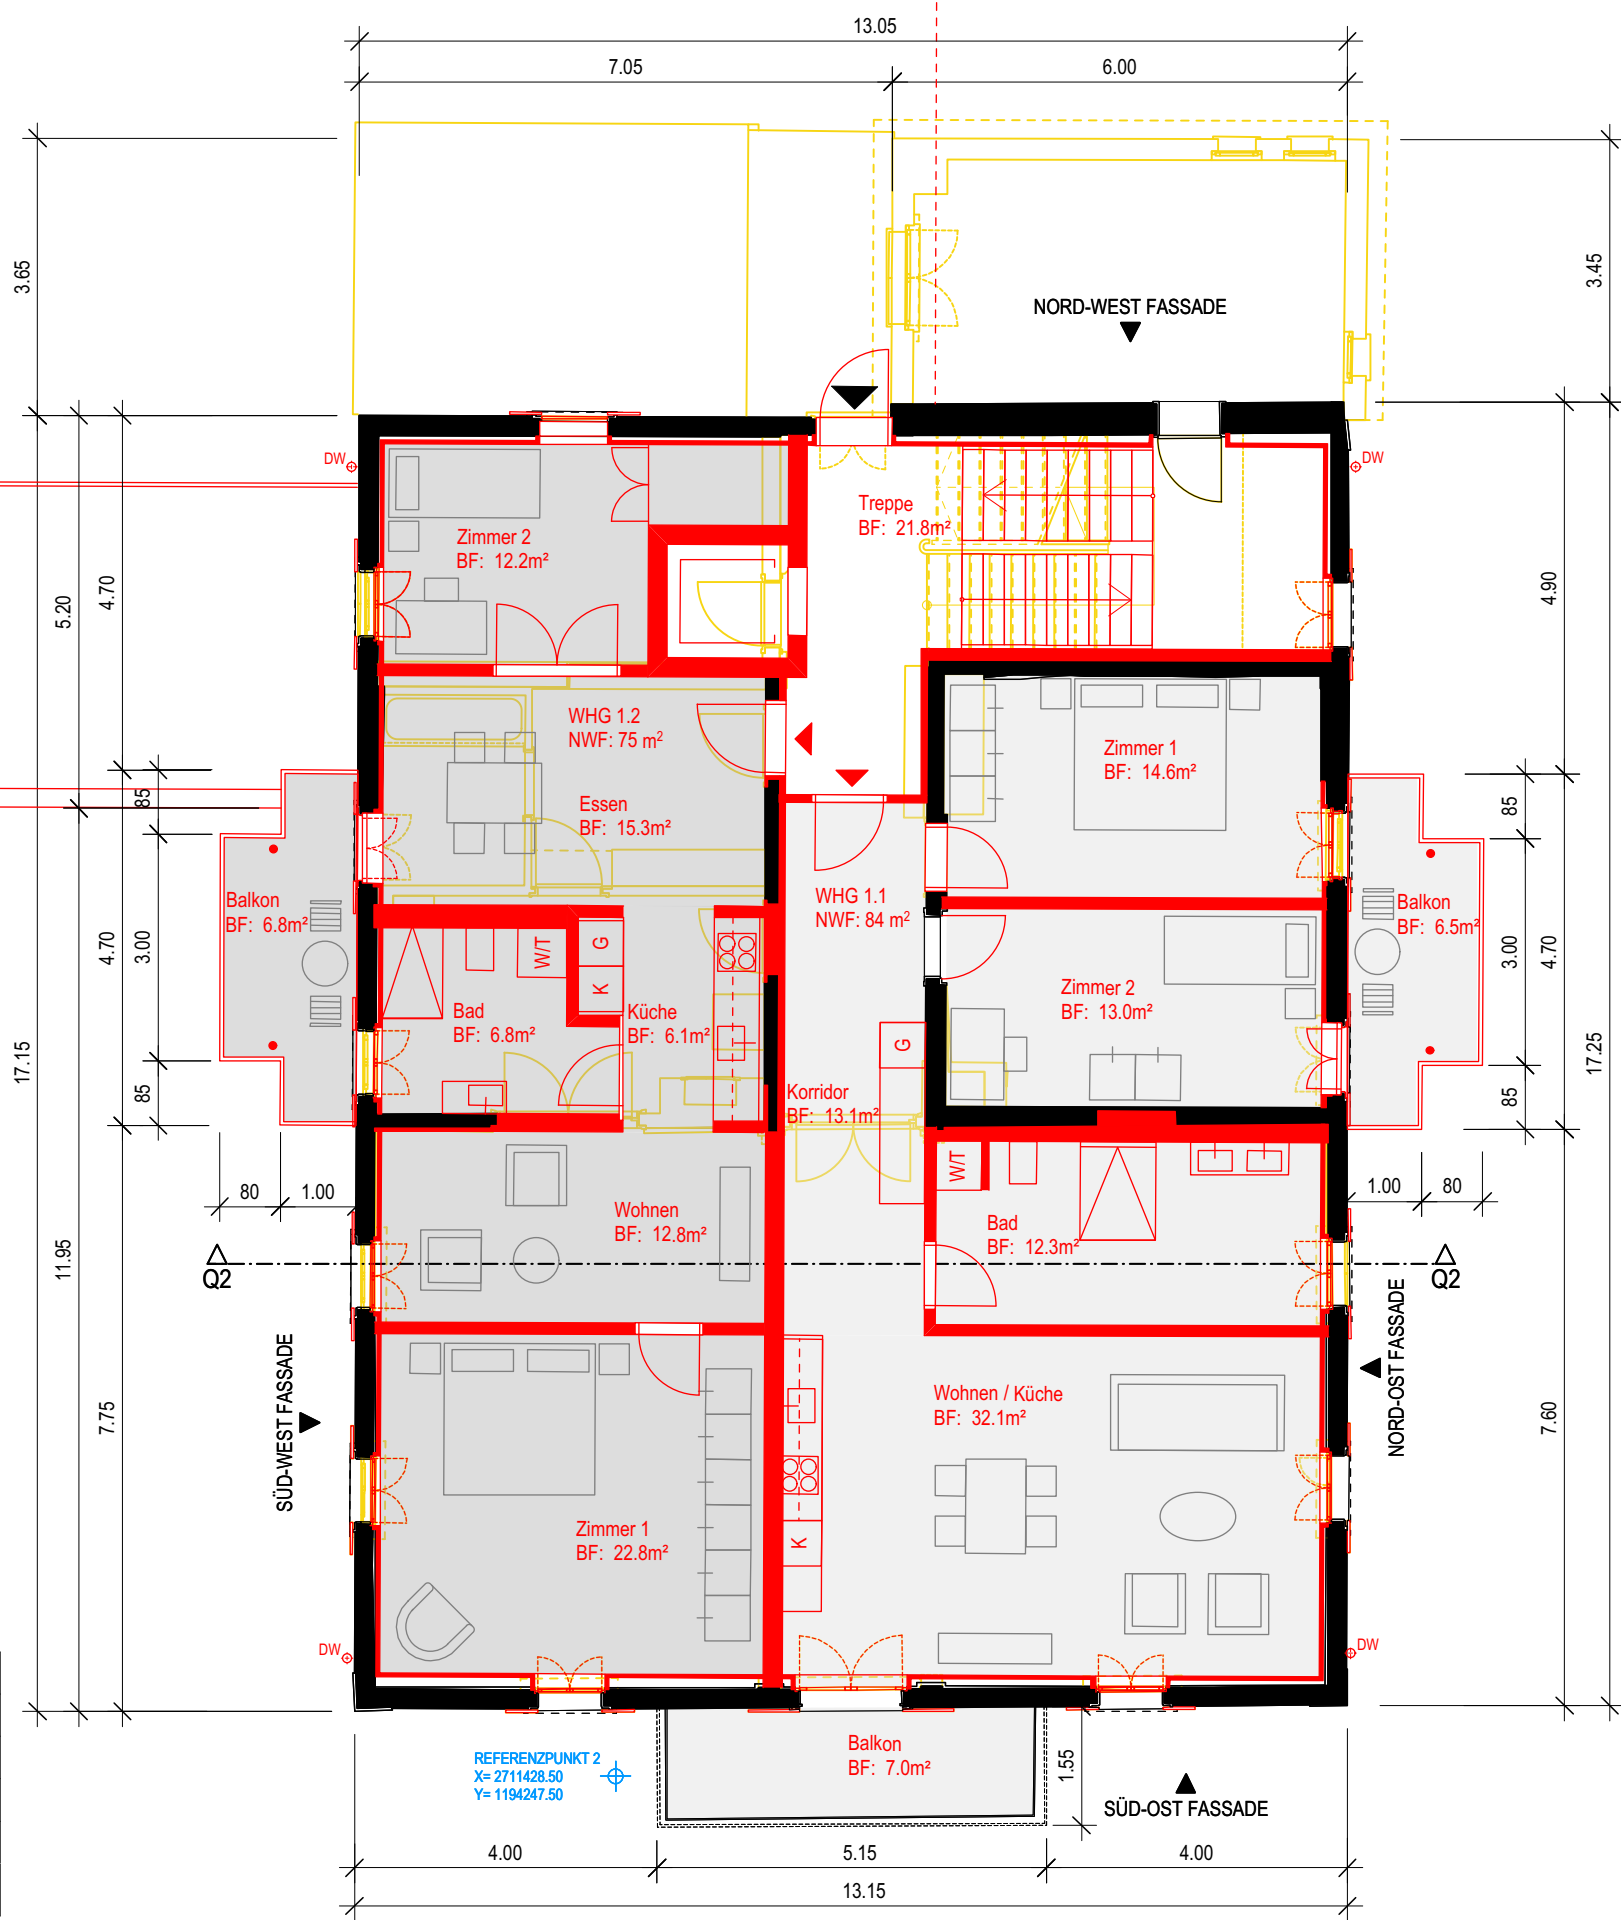 13.05
7.05
6.00
3.65
3.45
NORD-WEST FASSADE
DW
DW
Treppe
BF: 21.8m²
Zimmer 2
BF: 12.2m²
5.20
4.70
4.90
WHG 1.2
NWF: 75 m²
Zimmer 1
BF: 14.6m²
Essen
BF: 15.3m²
85
85
WHG 1.1
NWF: 84 m²
Balkon
BF: 6.8m²
Balkon
BF: 6.5m²
4.70
3.00
3.00
4.70
W/T
G
K
Bad
BF: 6.8m²
Küche
BF: 6.1m²
Zimmer 2
BF: 13.0m²
G
17.15
17.25
85
85
Korridor
BF: 13.1m²
W/T
80
1.00
1.00
80
Wohnen
BF: 12.8m²
Bad
BF: 12.3m²
11.95
Q2
Q2
SÜD-WEST FASSADE
NORD-OST FASSADE
7.75
7.60
Wohnen / Küche
BF: 32.1m²
Zimmer 1
BF: 22.8m²
K
DW
DW
REFERENZPUNKT 2
X= 2711428.50
Y= 1194247.50
Balkon
BF: 7.0m²
1.55
SÜD-OST FASSADE
4.00
5.15
4.00
13.15